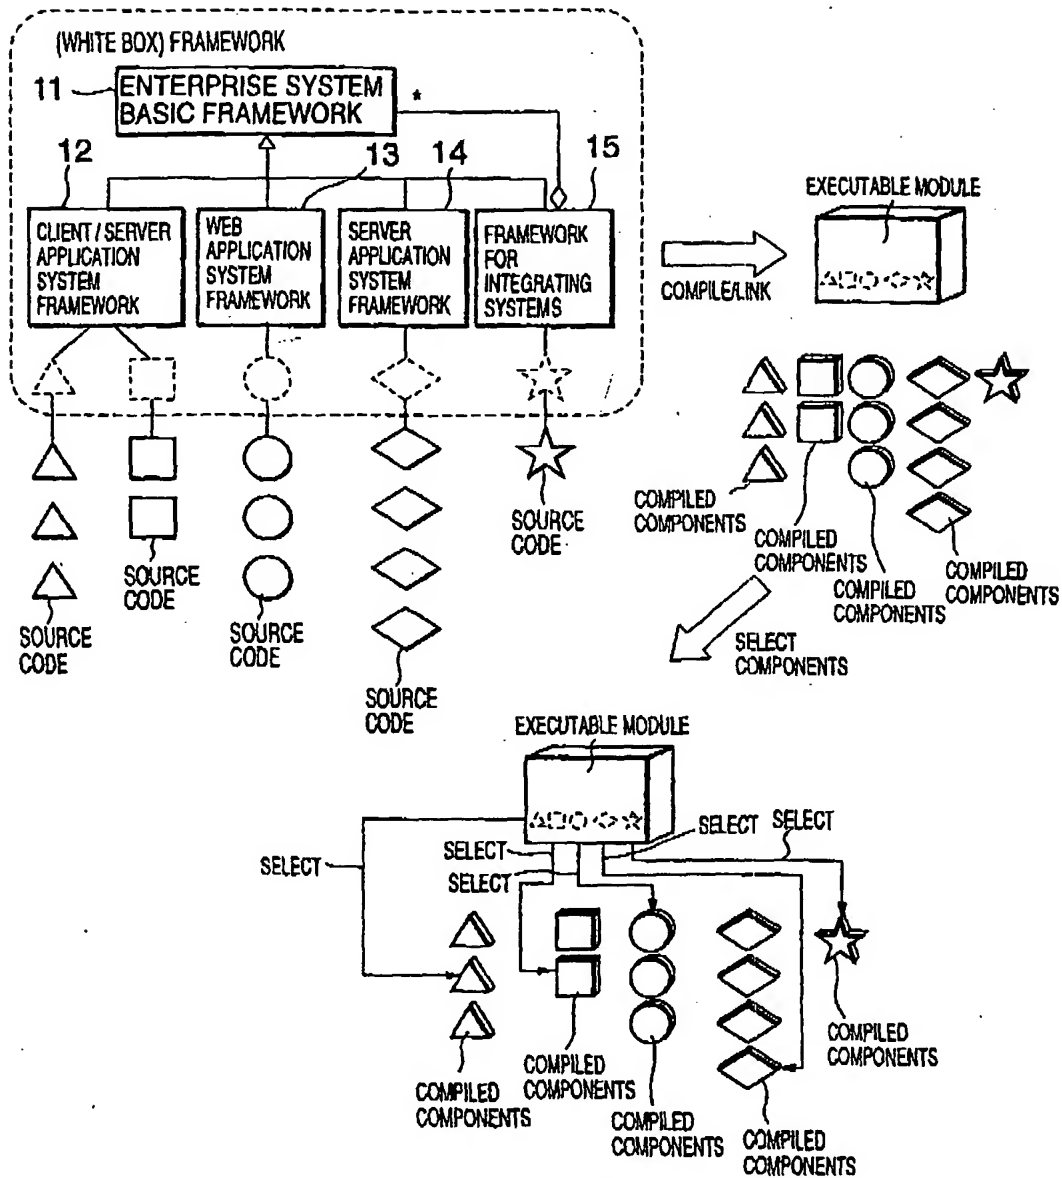 (WHITE BOX) FRAMEWORK
11
ENTERPRISE SYSTEM
BASIC FRAMEWORK
*
12
13
14
15
CLIENT / SERVER
APPLICATION
SYSTEM
FRAMEWORK
WEB
APPLICATION
SYSTEM
FRAMEWORK
SERVER
APPLICATION
SYSTEM
FRAMEWORK
FRAMEWORK
FOR
INTEGRATING
SYSTEMS
COMPILE/LINK
EXECUTABLE MODULE
SOURCE
CODE
SOURCE
CODE
SOURCE
CODE
SOURCE
CODE
SOURCE
CODE
COMPILED
COMPONENTS
COMPILED
COMPONENTS
COMPILED
COMPONENTS
COMPILED
COMPONENTS
SELECT
COMPONENTS
EXECUTABLE MODULE
SELECT
SELECT
SELECT
SELECT
SELECT
COMPILED
COMPONENTS
COMPILED
COMPONENTS
COMPILED
COMPONENTS
COMPILED
COMPONENTS
COMPILED
COMPONENTS